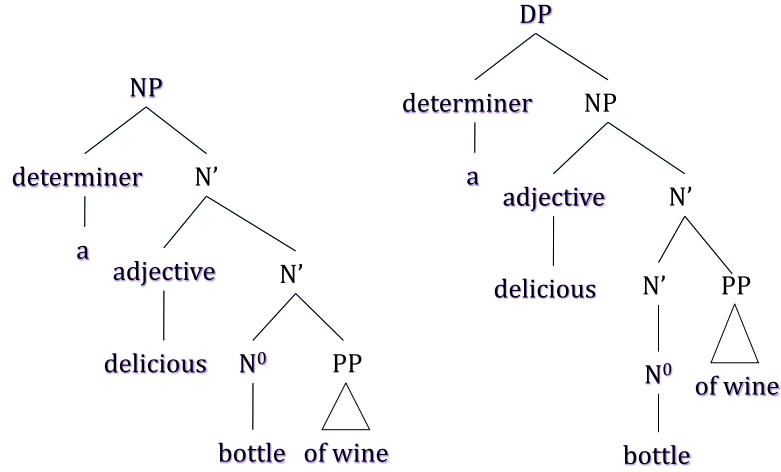 NP
determiner N’
a
adjective N’
delicious N⁰ PP
bottle of wine
DP
determiner NP
a
adjective N’
delicious N’ PP
N⁰ of wine
bottle